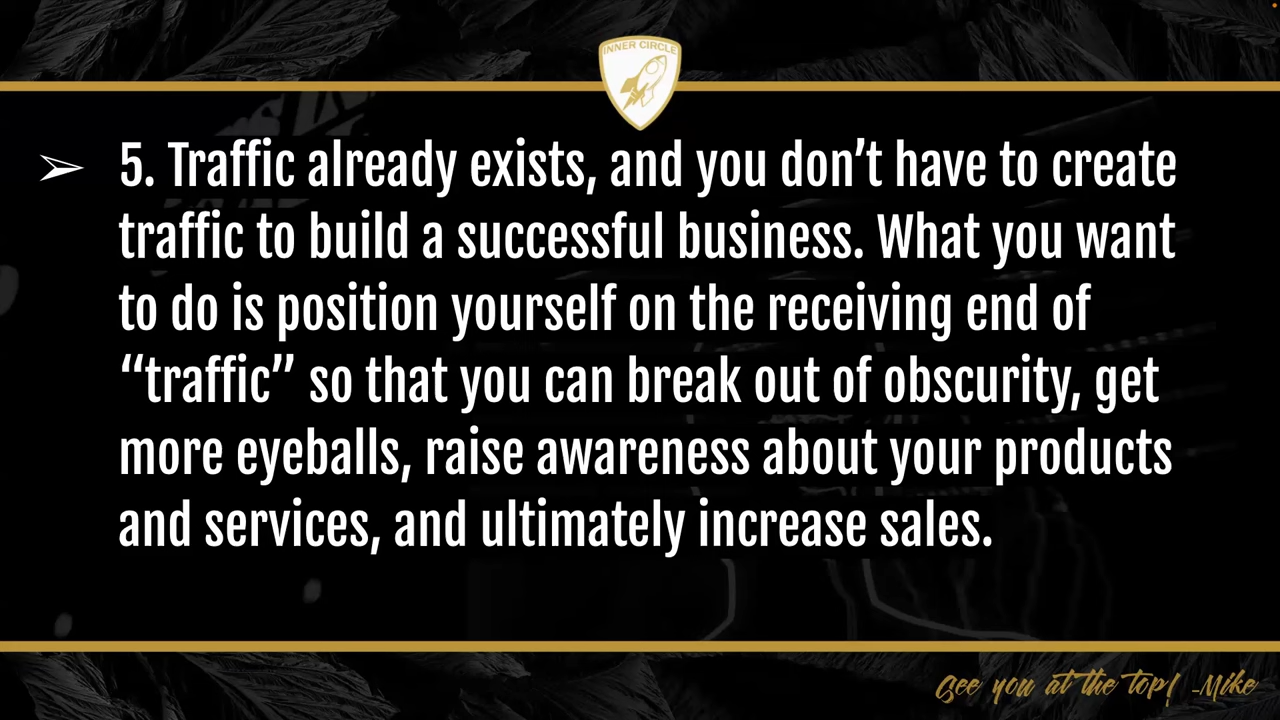 INNER CIRCLE
➢ 5. Traffic already exists, and you don’t have to create
traffic to build a successful business. What you want
to do is position yourself on the receiving end of
“traffic” so that you can break out of obscurity, get
more eyeballs, raise awareness about your products
and services, and ultimately increase sales.
See you at the top! -Mike